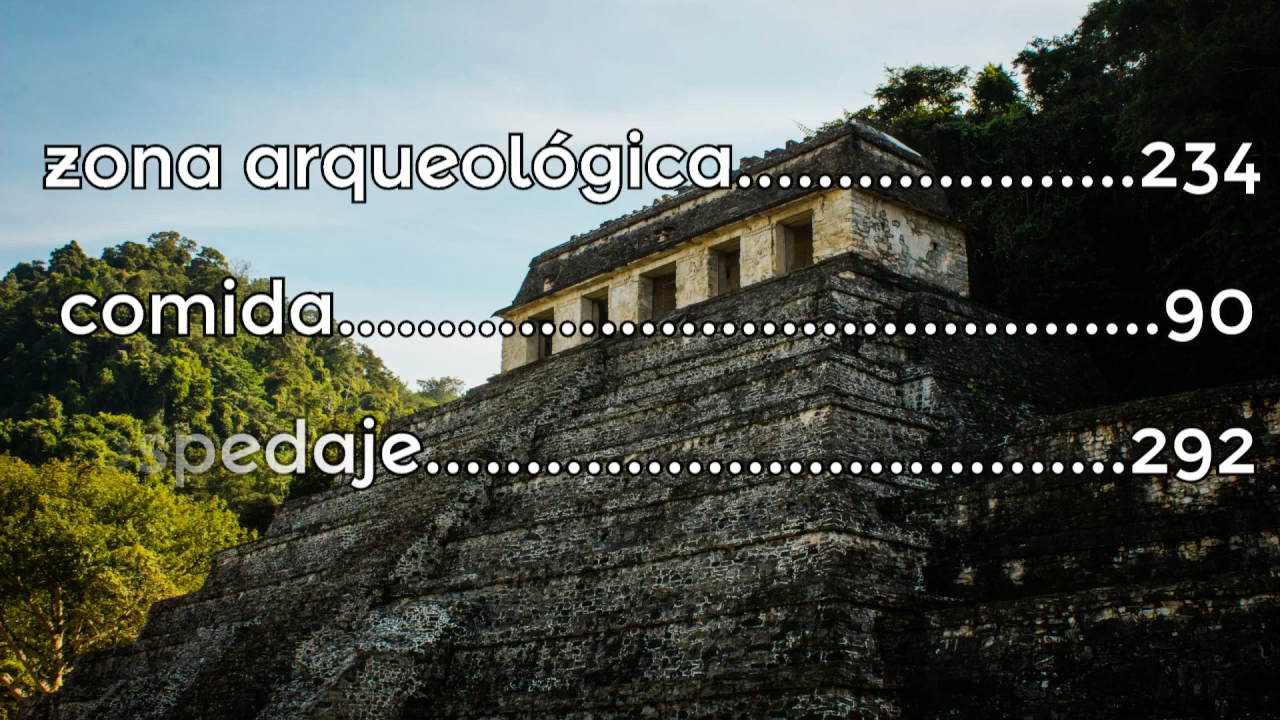 zona arqueológica....................234
comida.........................................90
spedaje...................................292